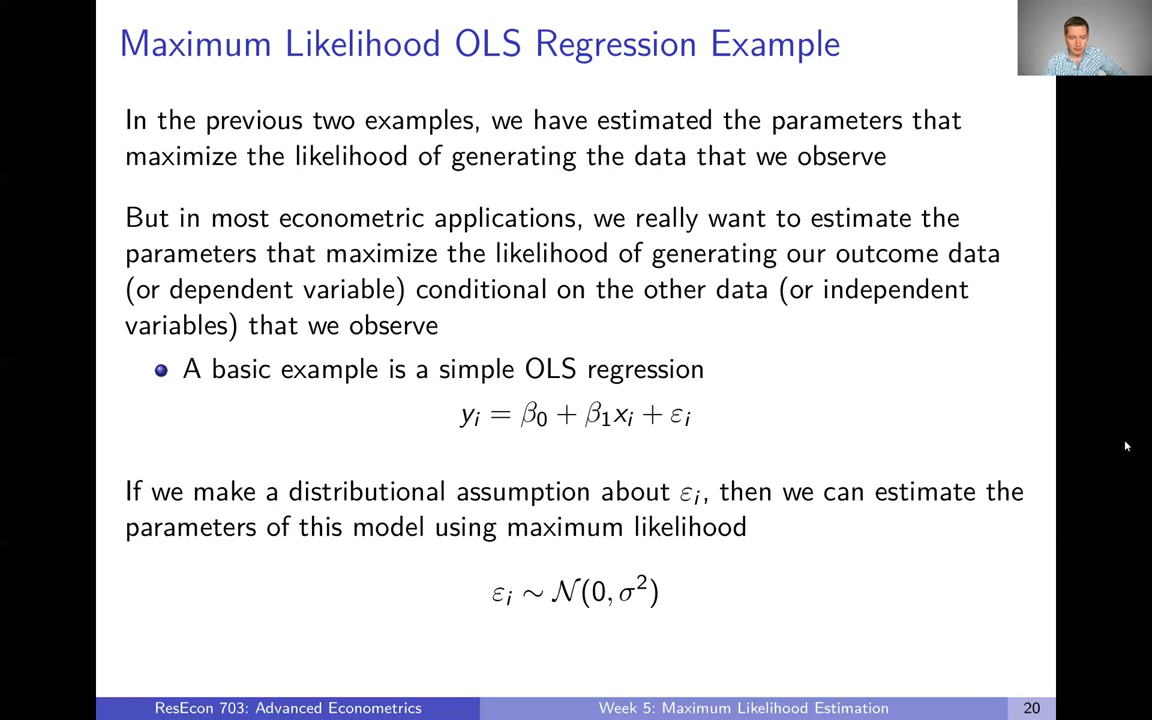 Maximum Likelihood OLS Regression Example
In the previous two examples, we have estimated the parameters that
maximize the likelihood of generating the data that we observe
But in most econometric applications, we really want to estimate the
parameters that maximize the likelihood of generating our outcome data
(or dependent variable) conditional on the other data (or independent
variables) that we observe
A basic example is a simple OLS regression
yᵢ = β₀ + β₁xᵢ + εᵢ
If we make a distributional assumption about εᵢ, then we can estimate the
parameters of this model using maximum likelihood
εᵢ ∼ 𝒩(0, σ²)
ResEcon 703: Advanced Econometrics
Week 5: Maximum Likelihood Estimation
20